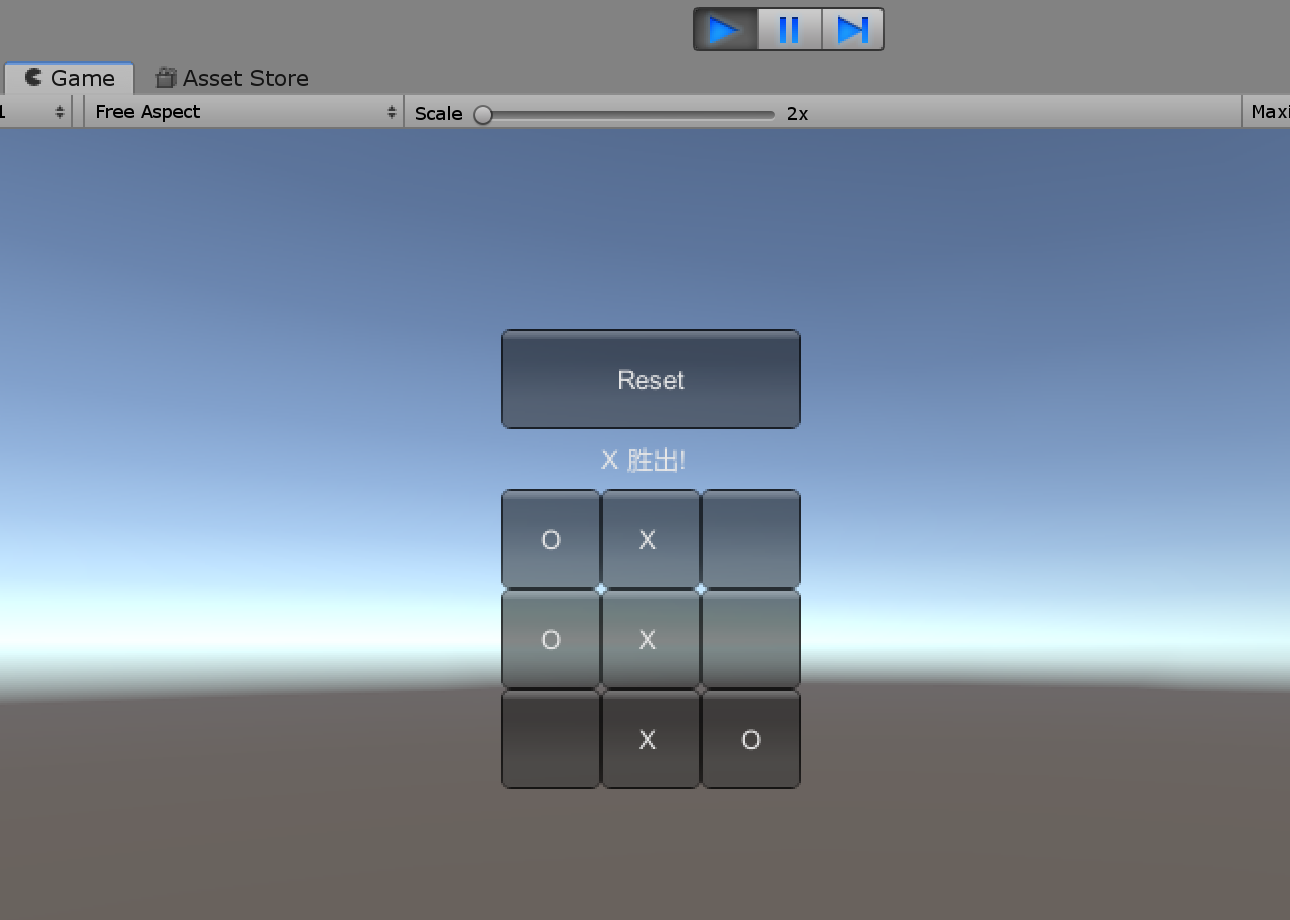 Game Asset Store
1 Free Aspect Scale 2x Maxi
Reset
X 胜出!
O X
O X
X O